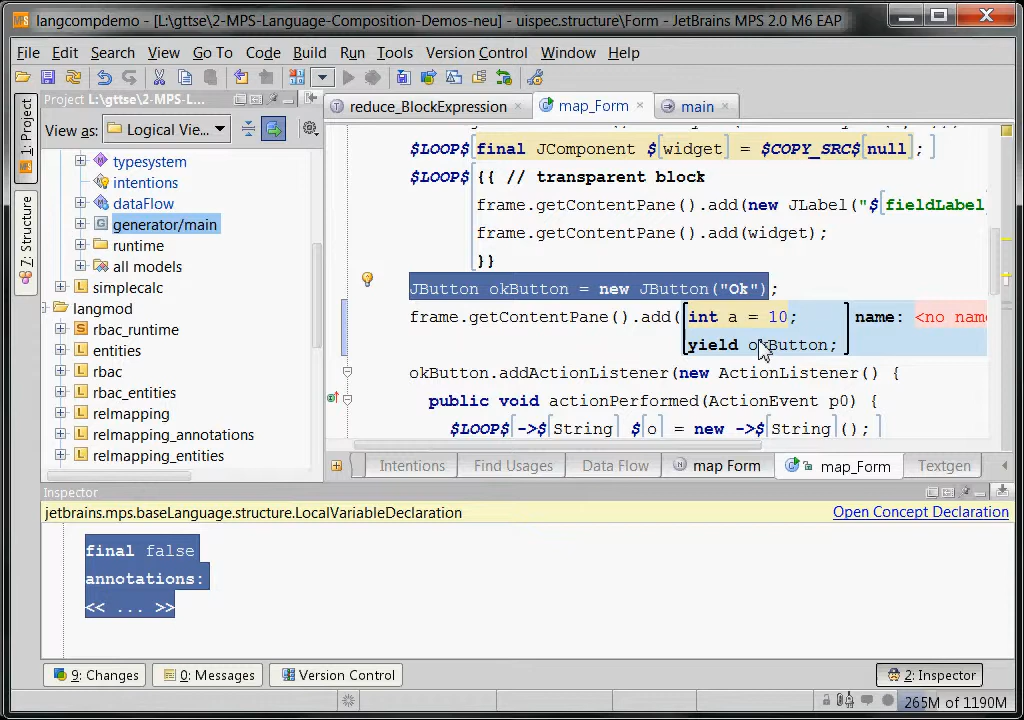 langcompdemo - [L:\gttse\2-MPS-Language-Composition-Demos-neu] - uispec.structure\Form - JetBrains MPS 2.0 M6 EAP
File Edit Search View Go To Code Build Run Tools Version Control Window Help
Project L:\gttse\2-MPS-L...
View as: Logical Vie...
1: Project
Z: Structure
typesystem
intentions
dataFlow
generator/main
runtime
all models
simplecalc
langmod
rbac_runtime
entities
rbac
rbac_entities
relmapping
relmapping_annotations
relmapping_entities
reduce_BlockExpression
map_Form
main
$LOOP$[final JComponent $[widget] = $COPY_SRC$[null];]
$LOOP$[{{ // transparent block
frame.getContentPane().add(new JLabel("$[fieldLabel]
frame.getContentPane().add(widget);
}}
JButton okButton = new JButton("Ok");
frame.getContentPane().add([int a = 10; ] name: <no nam
yield okButton;
okButton.addActionListener(new ActionListener() {
public void actionPerformed(ActionEvent p0) {
$LOOP$[->$[String] $[o] = new ->$[String]();]
Intentions Find Usages Data Flow map Form map_Form Textgen
Inspector
jetbrains.mps.baseLanguage.structure.LocalVariableDeclaration
Open Concept Declaration
final false
annotations:
<< ... >>
9: Changes 0: Messages Version Control 2: Inspector
265M of 1190M